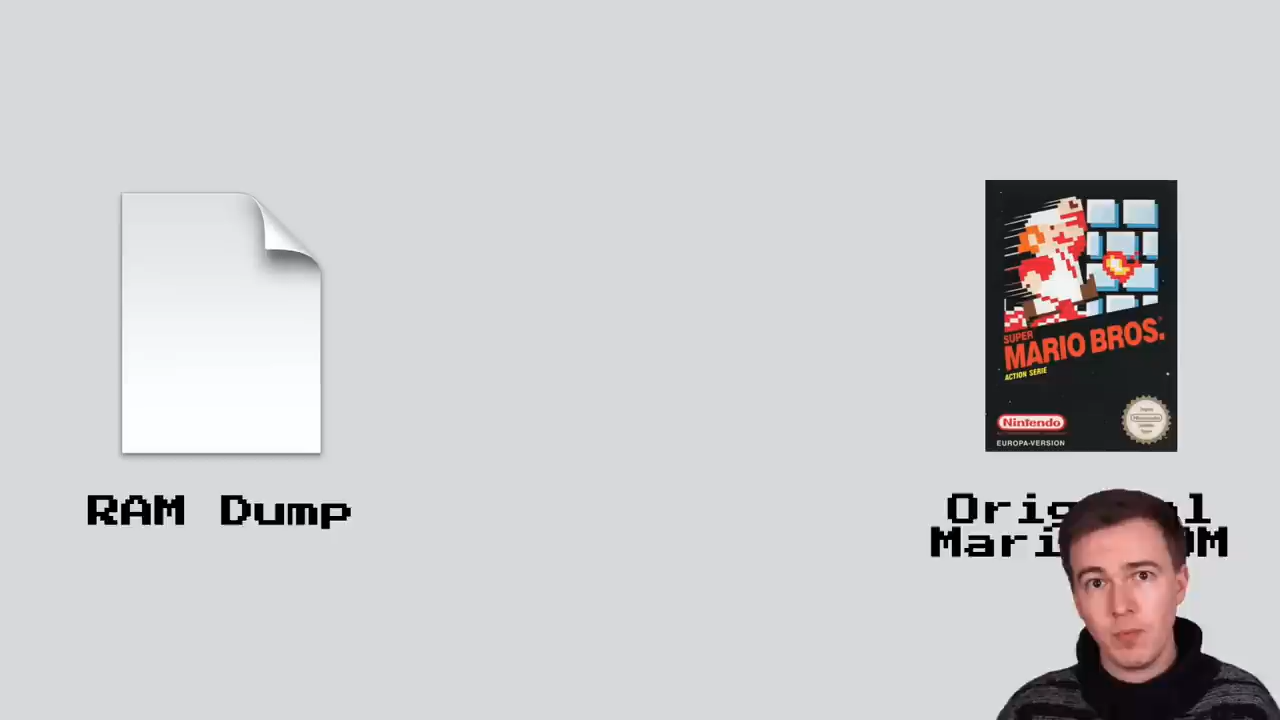 SUPER
MARIO BROS.
ACTION SERIE
Nintendo
EUROPA-VERSION
RAM Dump